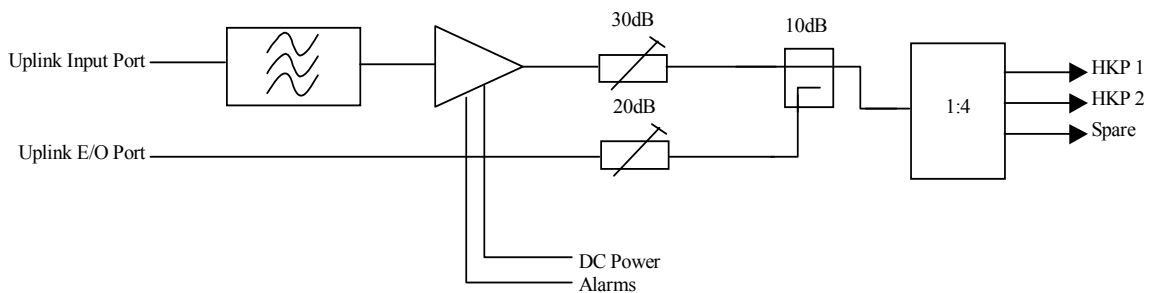 30dB
10dB
Uplink Input Port
HKP 1
HKP 2
1:4
20dB
Spare
Uplink E/O Port
DC Power
Alarms